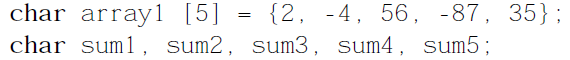 char array1 [5] = {2, -4, 56, -87, 35};
char sum1, sum2, sum3, sum4, sum5;